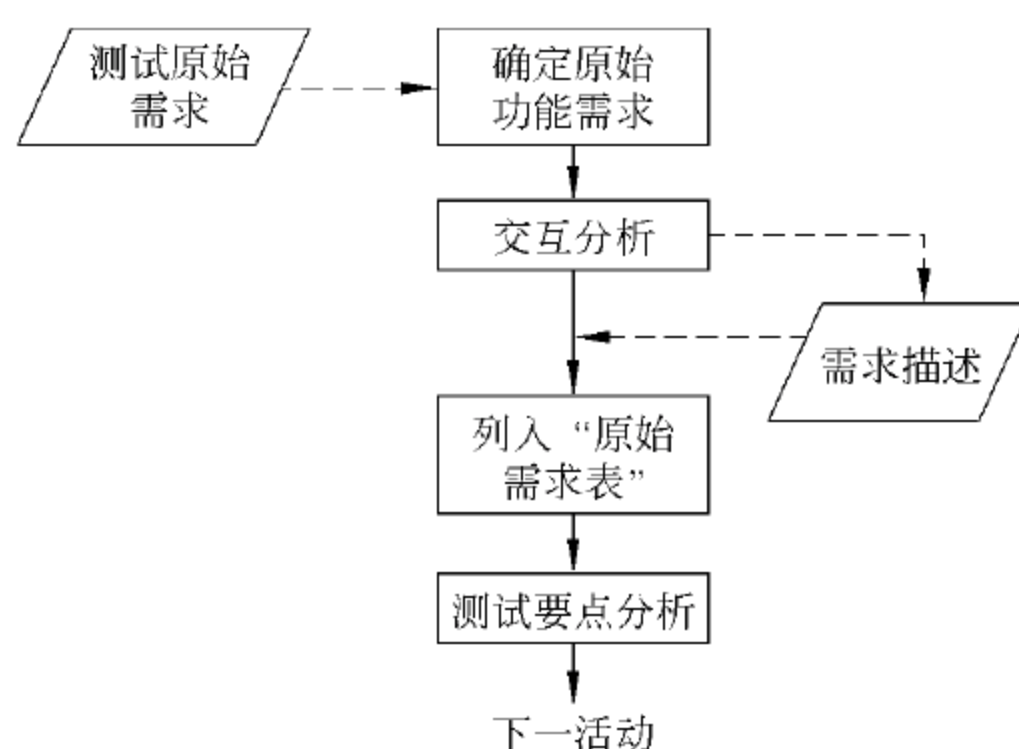 测试原始
需求
确定原始
功能需求
交互分析
需求描述
列入“原始
需求表”
测试要点分析
下一活动